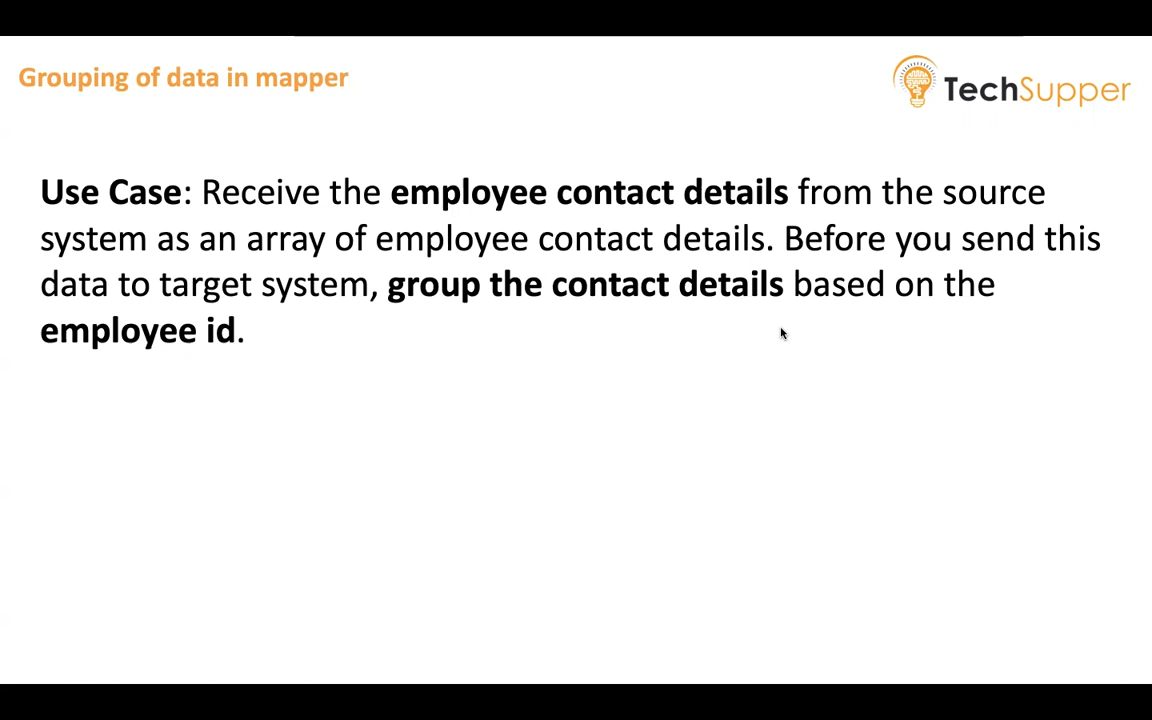 Grouping of data in mapper
TechSupper
Use Case: Receive the employee contact details from the source
system as an array of employee contact details. Before you send this
data to target system, group the contact details based on the
employee id.